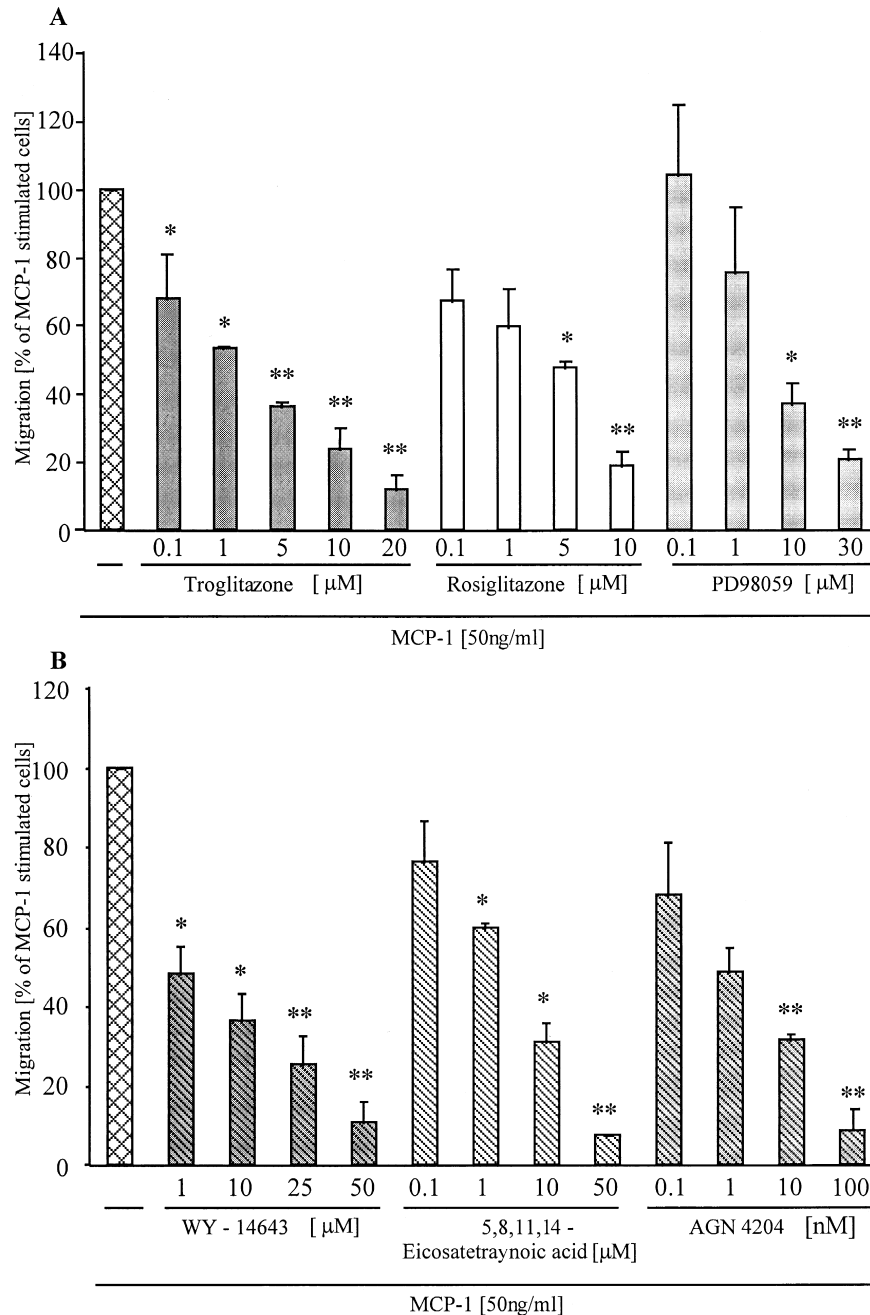 A
Migration [% of MCP-1 stimulated cells]
140
120
100
80
60
40
20
0
* * ** ** ** * ** * **
0.1 1 5 10 20 0.1 1 5 10 0.1 1 10 30
Troglitazone [ μM] Rosiglitazone [ μM] PD98059 [ μM]
MCP-1 [50ng/ml]
B
Migration [% of MCP-1 stimulated cells]
120
100
80
60
40
20
0
* * ** ** * * ** ** **
1 10 25 50 0.1 1 10 50 0.1 1 10 100
WY - 14643 [ μM] 5,8,11,14 - AGN 4204 [nM]
Eicosatetraynoic acid [μM]
MCP-1 [50ng/ml]